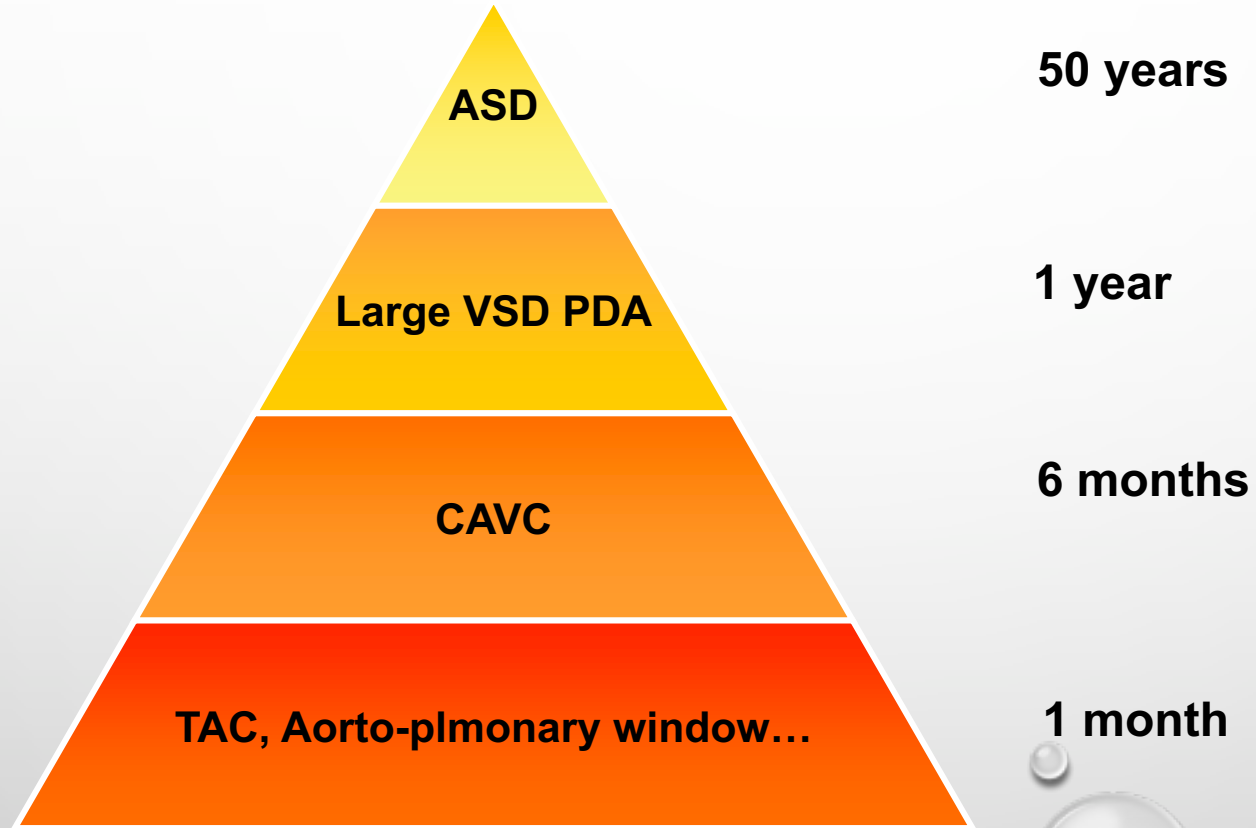 ASD
50 years
Large VSD PDA
1 year
CAVC
6 months
TAC, Aorto-plmonary window…
1 month